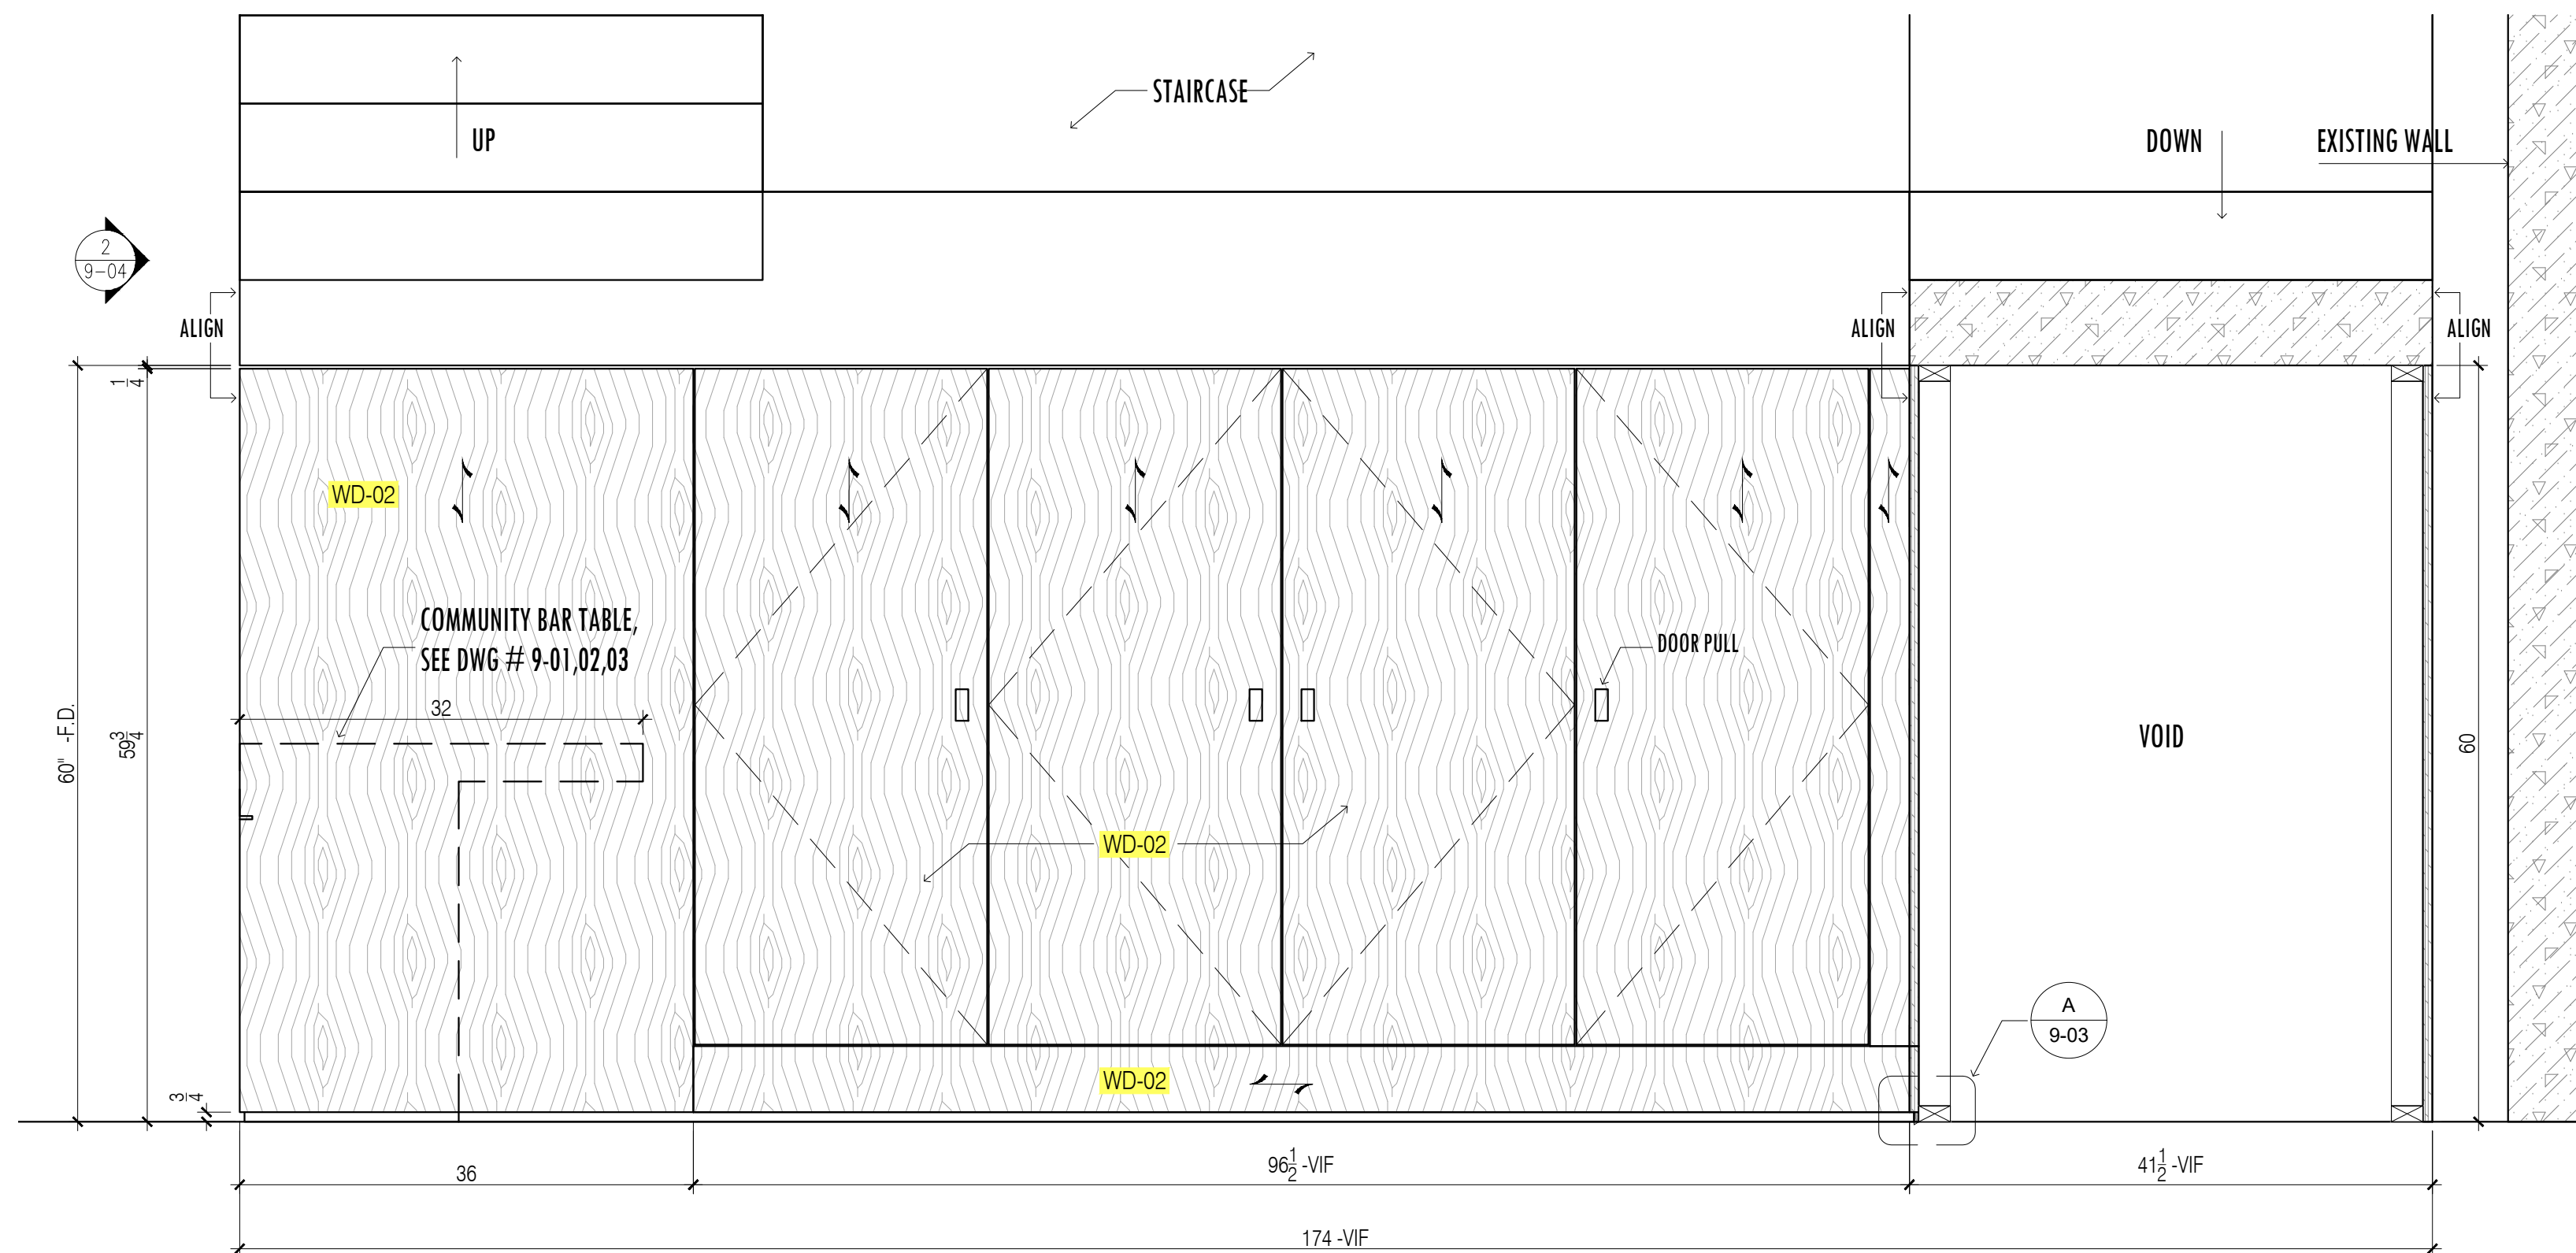 STAIRCASE
UP
DOWN
EXISTING WALL
2
9-04
ALIGN
ALIGN
ALIGN
1/4
WD-02
COMMUNITY BAR TABLE,
SEE DWG # 9-01,02,03
DOOR PULL
32
60" -F.D.
59 3/4
VOID
60
WD-02
A
9-03
WD-02
3/4
36
96 1/2 -VIF
41 1/2 -VIF
174 -VIF